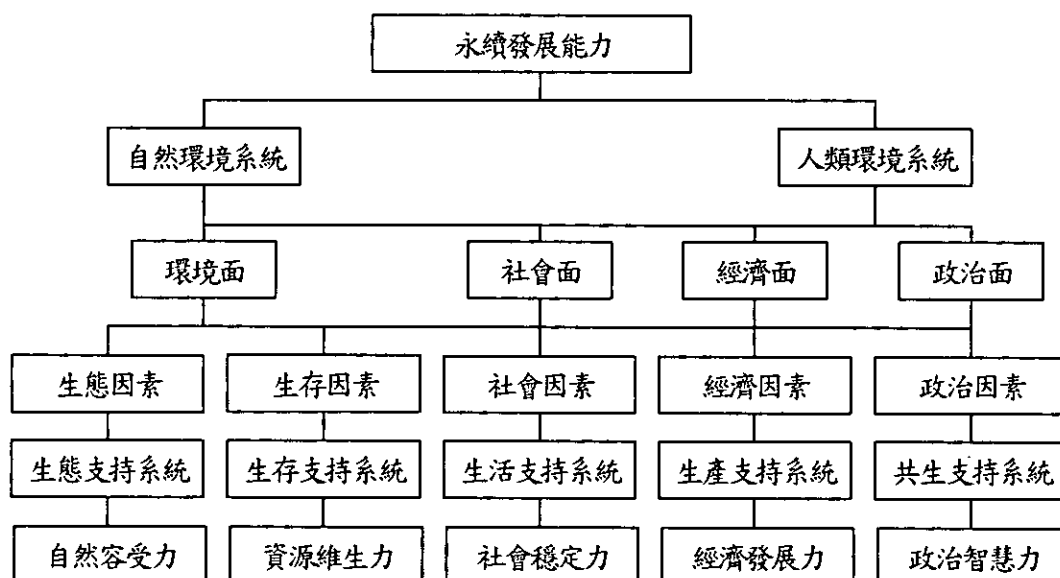 永續發展能力
自然環境系統
人類環境系統
環境面
社會面
經濟面
政治面
生態因素
生存因素
社會因素
經濟因素
政治因素
生態支持系統
生存支持系統
生活支持系統
生產支持系統
共生支持系統
自然容受力
資源維生力
社會穩定力
經濟發展力
政治智慧力